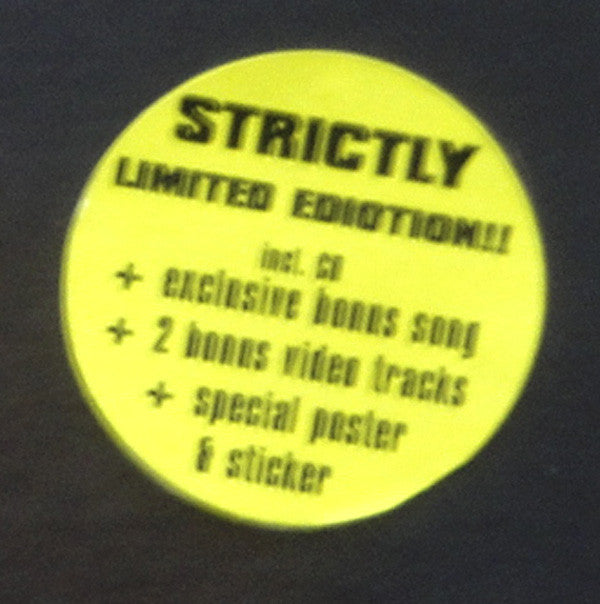 STRICTLY
LIMITED EDIOTION!!
incl. CD
+ exclusive bonus song
+ 2 bonus video tracks
+ special poster
& sticker